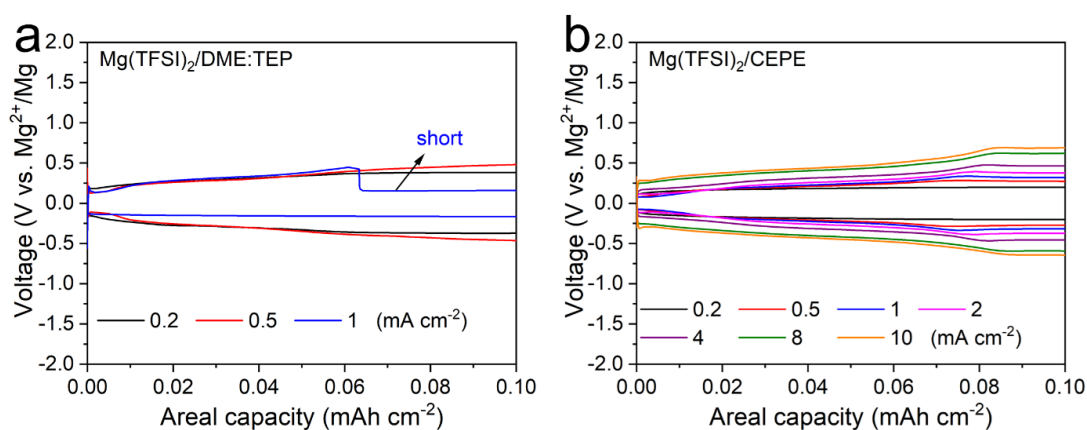 a
Mg(TFSI)₂/DME:TEP
short
2.0
1.5
1.0
0.5
0.0
-0.5
-1.0
-1.5
-2.0
Voltage (V vs. Mg²⁺/Mg
0.2 0.5 1 (mA cm⁻²)
0.00 0.02 0.04 0.06 0.08 0.10
Areal capacity (mAh cm⁻²)
b
Mg(TFSI)₂/CEPE
2.0
1.5
1.0
0.5
0.0
-0.5
-1.0
-1.5
-2.0
Voltage (V vs. Mg²⁺/Mg
0.2 0.5 1 2
4 8 10 (mA cm⁻²)
0.00 0.02 0.04 0.06 0.08 0.10
Areal capacity (mAh cm⁻²)